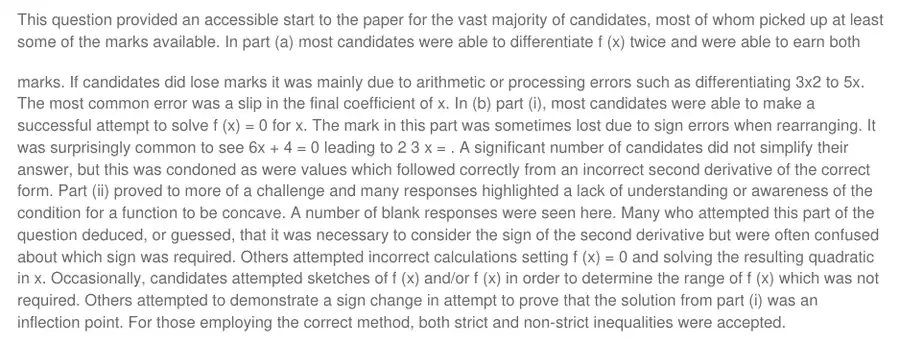 This question provided an accessible start to the paper for the vast majority of candidates, most of whom picked up at least
some of the marks available. In part (a) most candidates were able to differentiate f (x) twice and were able to earn both
marks. If candidates did lose marks it was mainly due to arithmetic or processing errors such as differentiating 3x2 to 5x.
The most common error was a slip in the final coefficient of x. In (b) part (i), most candidates were able to make a
successful attempt to solve f (x) = 0 for x. The mark in this part was sometimes lost due to sign errors when rearranging. It
was surprisingly common to see 6x + 4 = 0 leading to 2 3 x = . A significant number of candidates did not simplify their
answer, but this was condoned as were values which followed correctly from an incorrect second derivative of the correct
form. Part (ii) proved to more of a challenge and many responses highlighted a lack of understanding or awareness of the
condition for a function to be concave. A number of blank responses were seen here. Many who attempted this part of the
question deduced, or guessed, that it was necessary to consider the sign of the second derivative but were often confused
about which sign was required. Others attempted incorrect calculations setting f (x) = 0 and solving the resulting quadratic
in x. Occasionally, candidates attempted sketches of f (x) and/or f (x) in order to determine the range of f (x) which was not
required. Others attempted to demonstrate a sign change in attempt to prove that the solution from part (i) was an
inflection point. For those employing the correct method, both strict and non-strict inequalities were accepted.